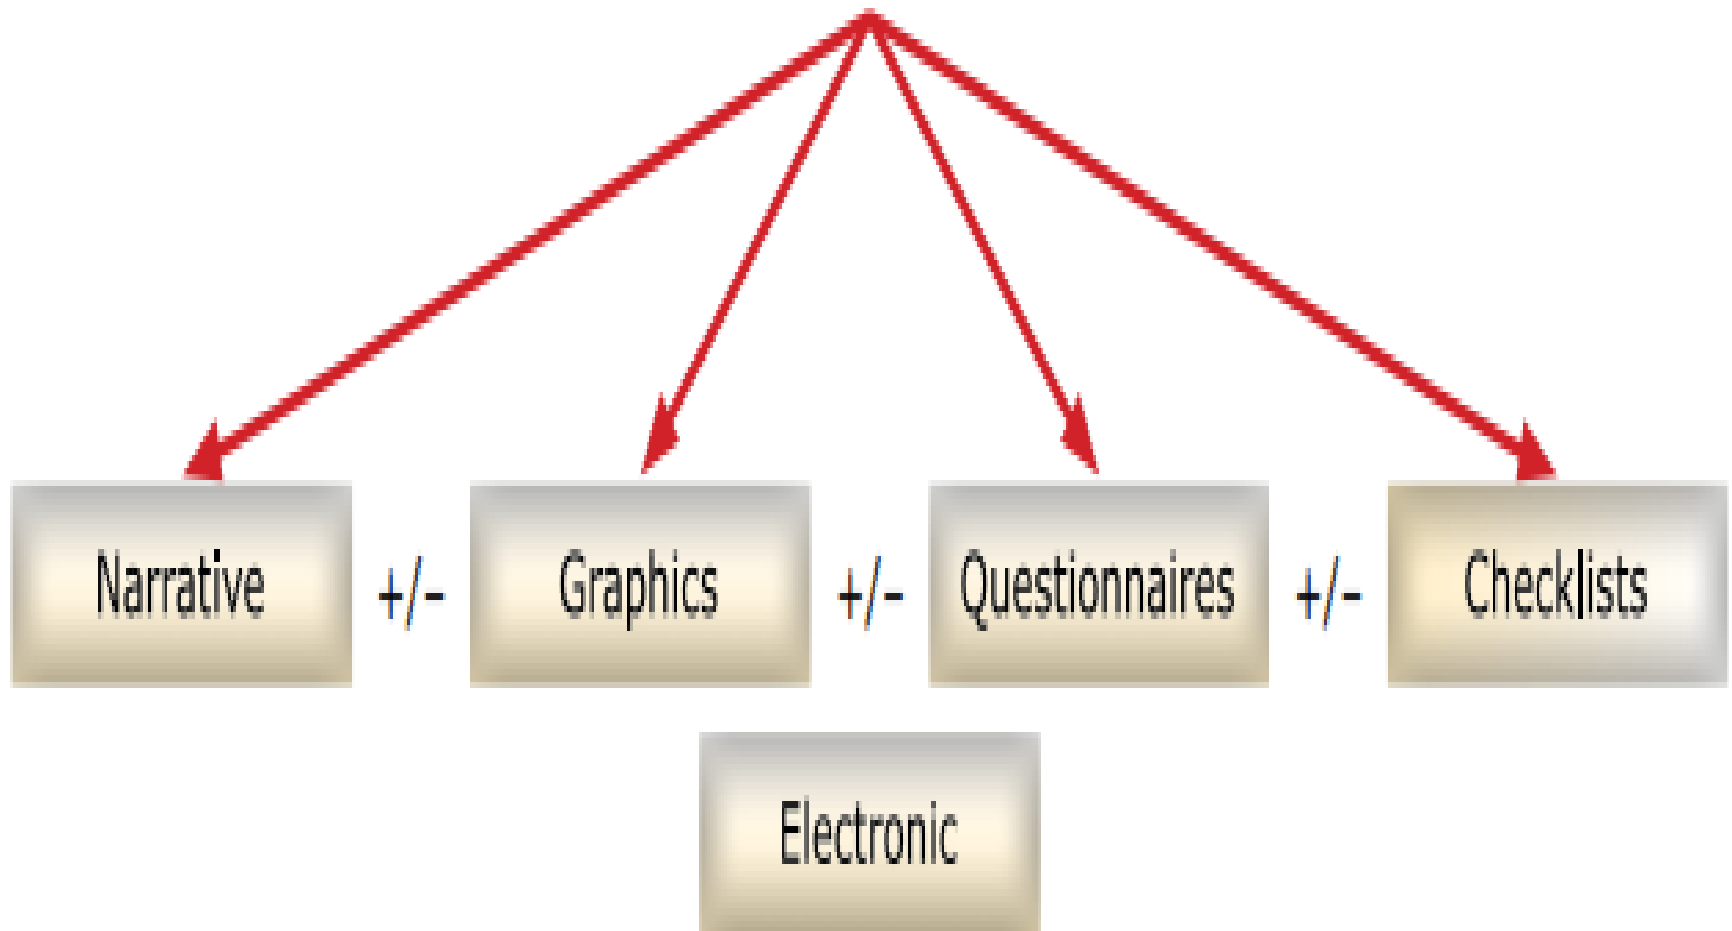 Narrative +/- Graphics +/- Questionnaires +/- Checklists
Electronic